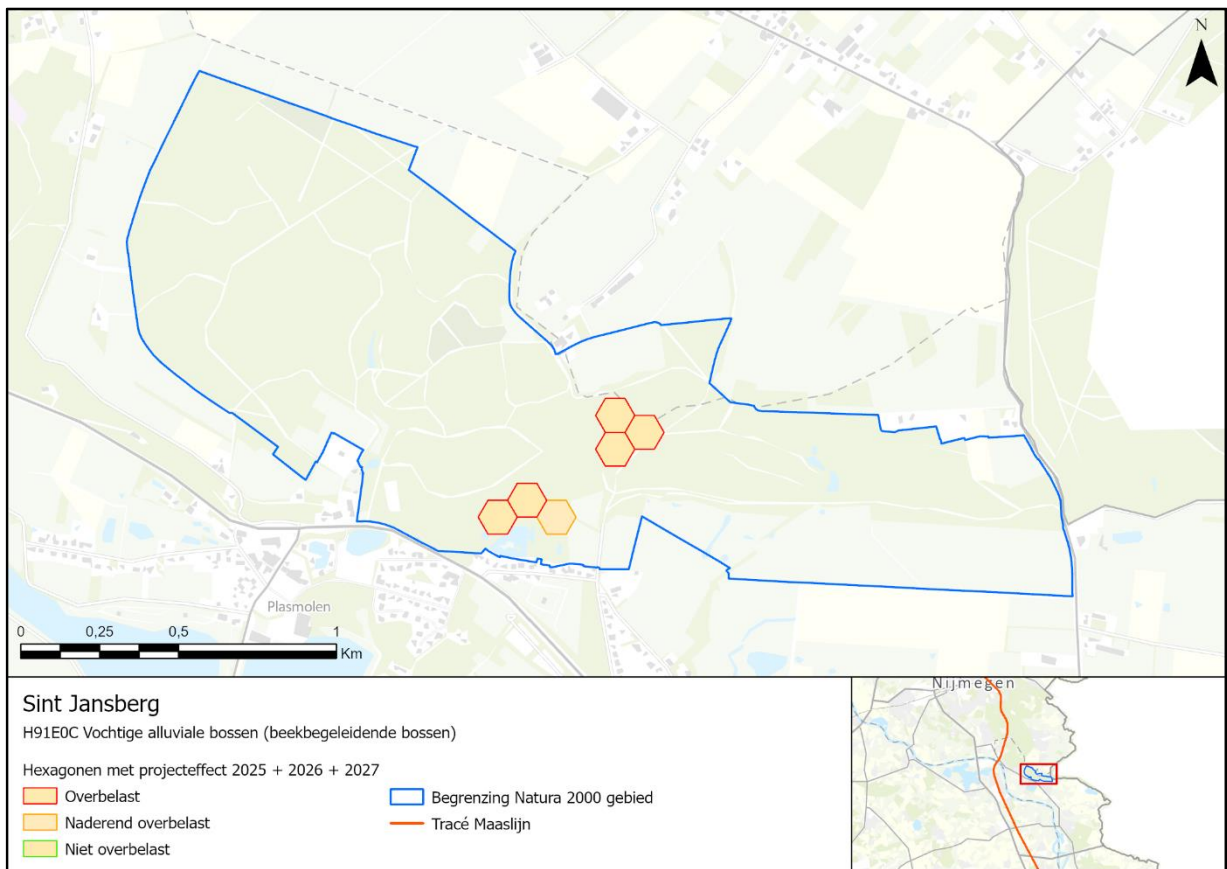 N
Plasmolen
0 0,25 0,5 1
Km
Sint Jansberg
H91E0C Vochtige alluviale bossen (beekbegeleidende bossen)
Hexagonen met projecteffect 2025 + 2026 + 2027
Overbelast
Naderend overbelast
Niet overbelast
Begrenzing Natura 2000 gebied
Tracé Maaslijn
Nijmegen